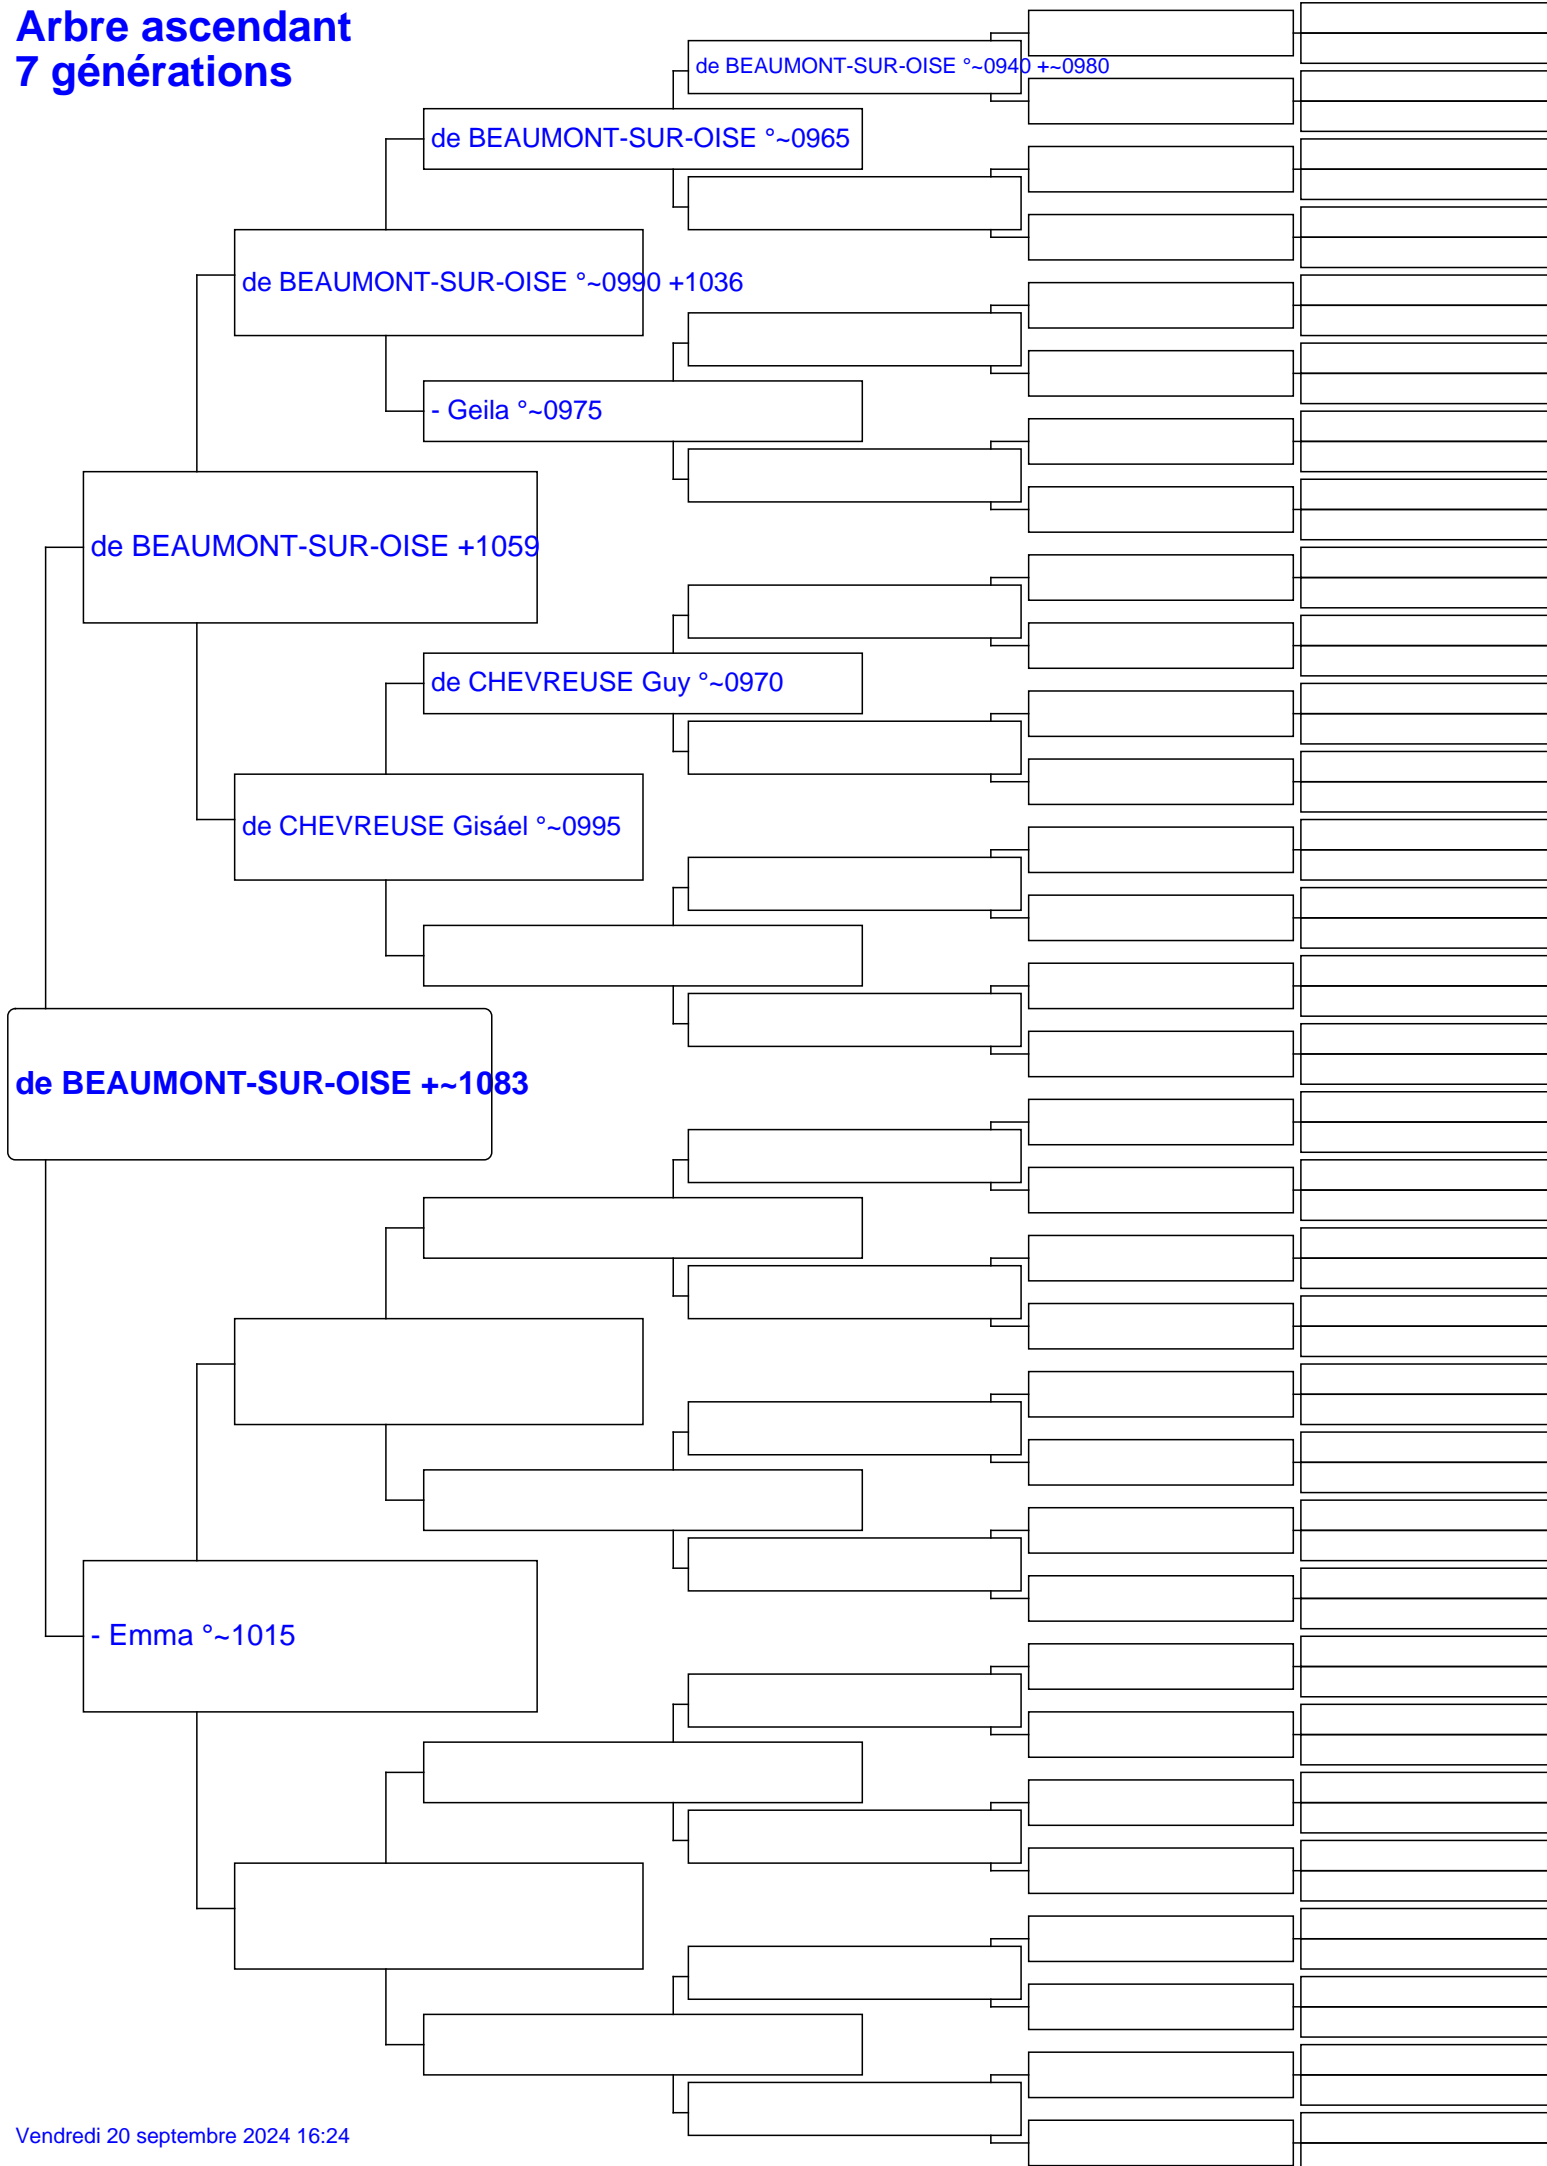 Arbre ascendant
7 générations
de BEAUMONT-SUR-OISE °~0940 +~0980
de BEAUMONT-SUR-OISE °~0965
de BEAUMONT-SUR-OISE °~0990 +1036
- Geila °~0975
de BEAUMONT-SUR-OISE +1059
de CHEVREUSE Guy °~0970
de CHEVREUSE Gisáel °~0995
de BEAUMONT-SUR-OISE +~1083
- Emma °~1015
Vendredi 20 septembre 2024 16:24